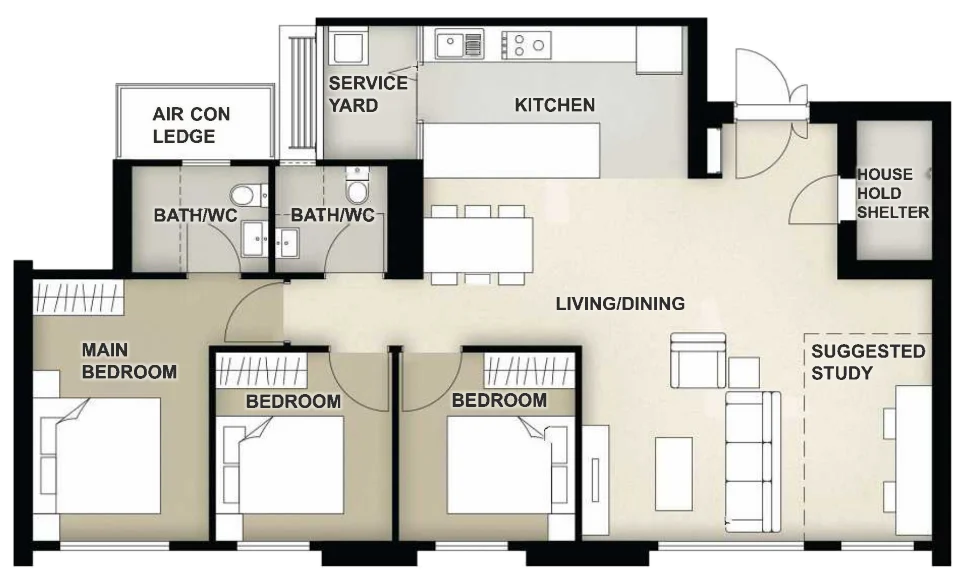 SERVICE
YARD
KITCHEN
AIR CON
LEDGE
HOUSE
HOLD
SHELTER
BATH/WC
BATH/WC
LIVING/DINING
MAIN
BEDROOM
SUGGESTED
STUDY
BEDROOM
BEDROOM